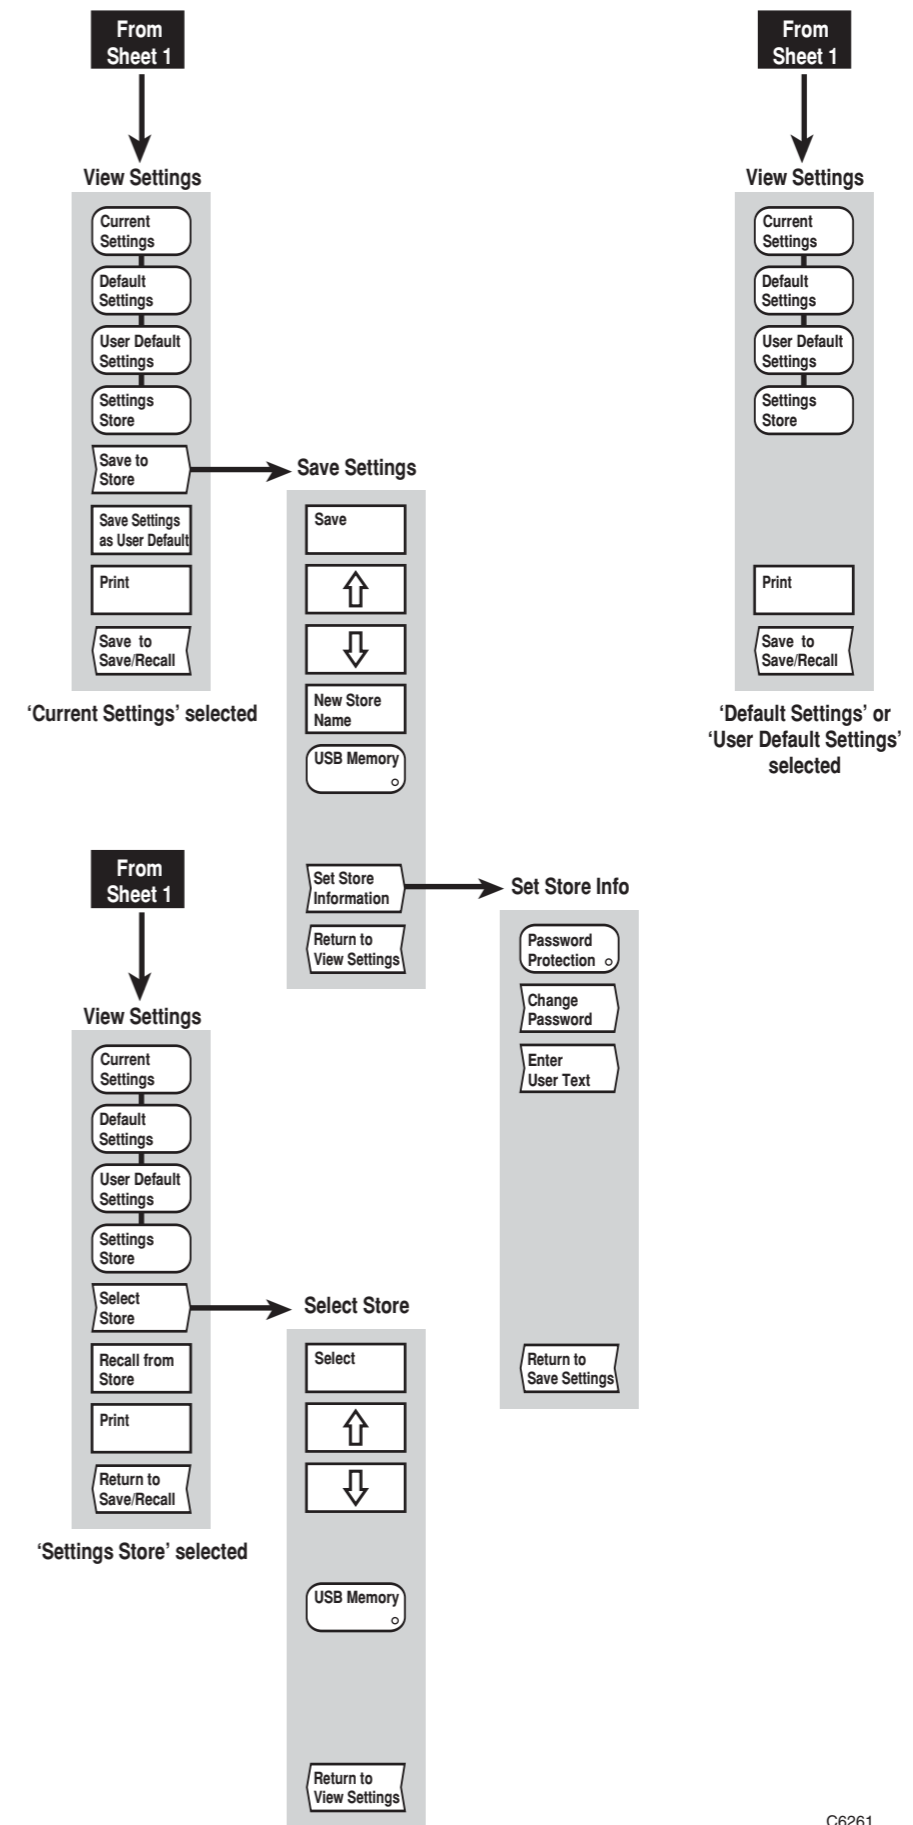 From
Sheet 1
View Settings
Current
Settings
Default
Settings
User Default
Settings
Settings
Store
Save to
Store
Save Settings
as User Default
Print
Save to
Save/Recall
'Current Settings' selected
Save Settings
Save
New Store
Name
USB Memory
Set Store
Information
Return to
View Settings
Set Store Info
Password
Protection
Change
Password
Enter
User Text
Return to
Save Settings
From
Sheet 1
View Settings
Current
Settings
Default
Settings
User Default
Settings
Settings
Store
Print
Save to
Save/Recall
'Default Settings' or
'User Default Settings'
selected
From
Sheet 1
View Settings
Current
Settings
Default
Settings
User Default
Settings
Settings
Store
Select
Store
Recall from
Store
Print
Return to
Save/Recall
'Settings Store' selected
Select Store
Select
USB Memory
Return to
View Settings
C6261